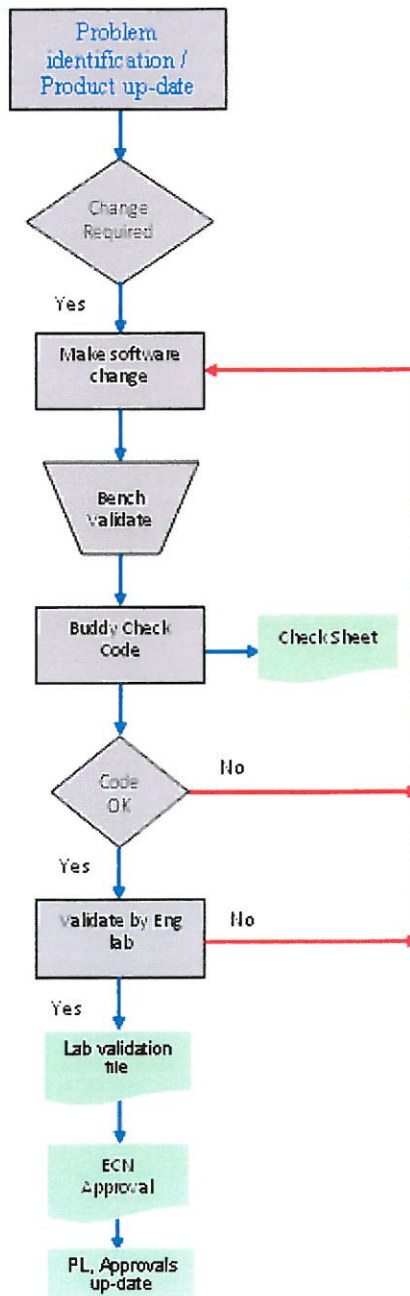 Problem
identification /
Product up-date
Change
Required
Yes
Make software
change
Bench
Validate
Buddy Check
Code
Check Sheet
Code
OK
No
Yes
Validate by Eng
lab
No
Yes
Lab validation
file
ECN
Approval
PL, Approvals
up-date